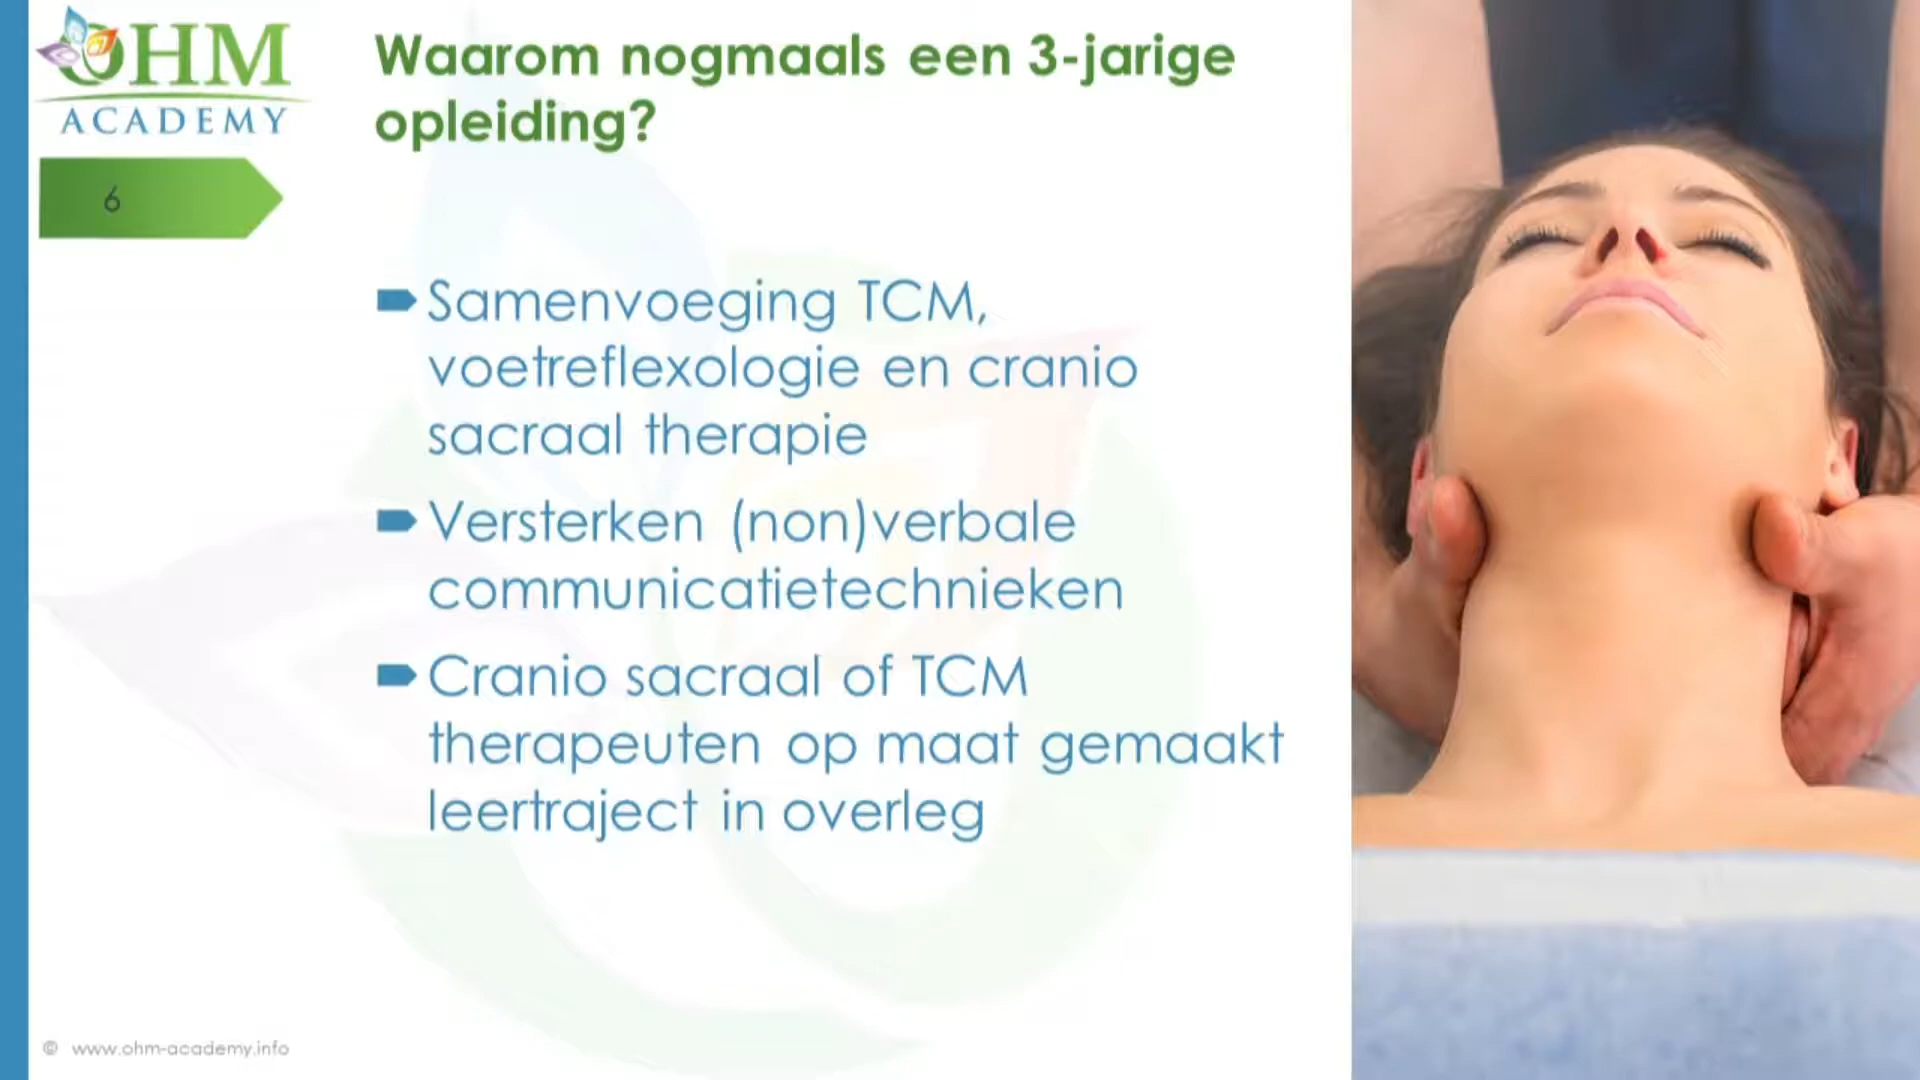 OHM
ACADEMY
6
Waarom nogmaals een 3-jarige
opleiding?
Samenvoeging TCM,
voetreflexologie en cranio
sacraal therapie
Versterken (non)verbale
communicatietechnieken
Cranio sacraal of TCM
therapeuten op maat gemaakt
leertraject in overleg
© www.ohm-academy.info